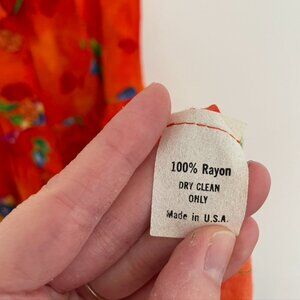 100% Rayon
DRY CLEAN
ONLY
Made in U.S.A.